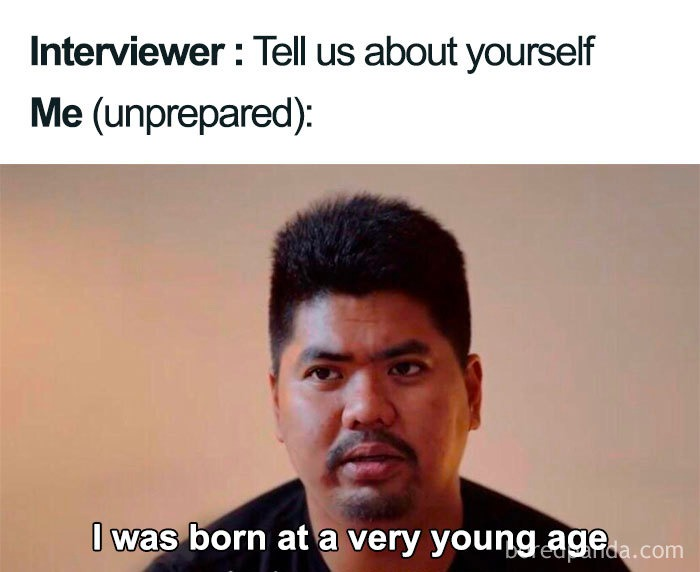 Interviewer : Tell us about yourself
Me (unprepared):
I was born at a very young age
boredpanda.com